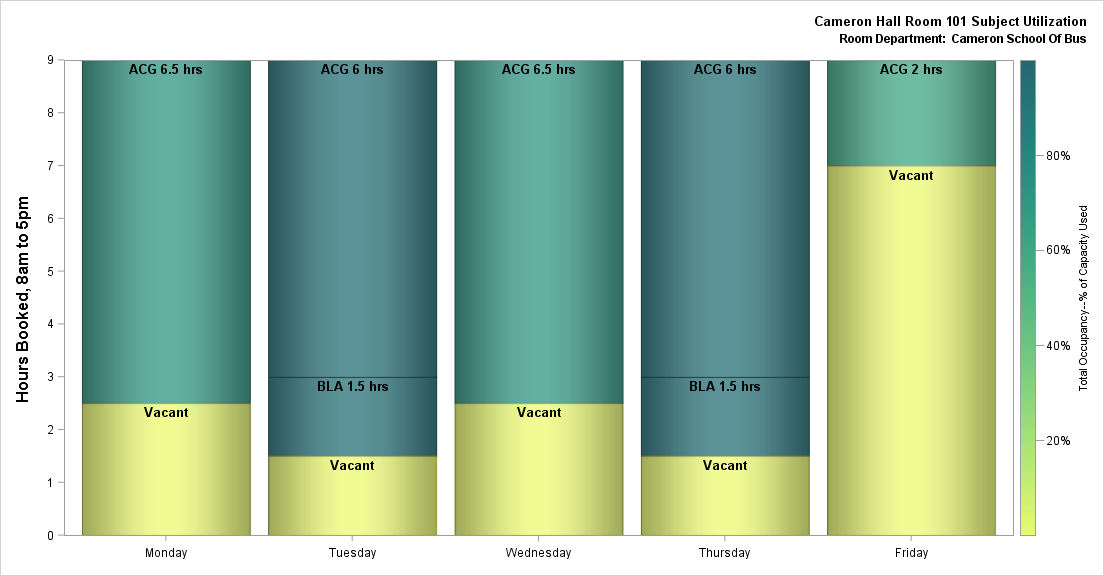 Cameron Hall Room 101 Subject Utilization
Room Department: Cameron School Of Bus
Hours Booked, 8am to 5pm
9
8
7
6
5
4
3
2
1
0
ACG 6.5 hrs
Vacant
ACG 6 hrs
BLA 1.5 hrs
Vacant
ACG 6.5 hrs
Vacant
ACG 6 hrs
BLA 1.5 hrs
Vacant
ACG 2 hrs
Vacant
Monday
Tuesday
Wednesday
Thursday
Friday
80%
60%
40%
20%
Total Occupancy--% of Capacity Used